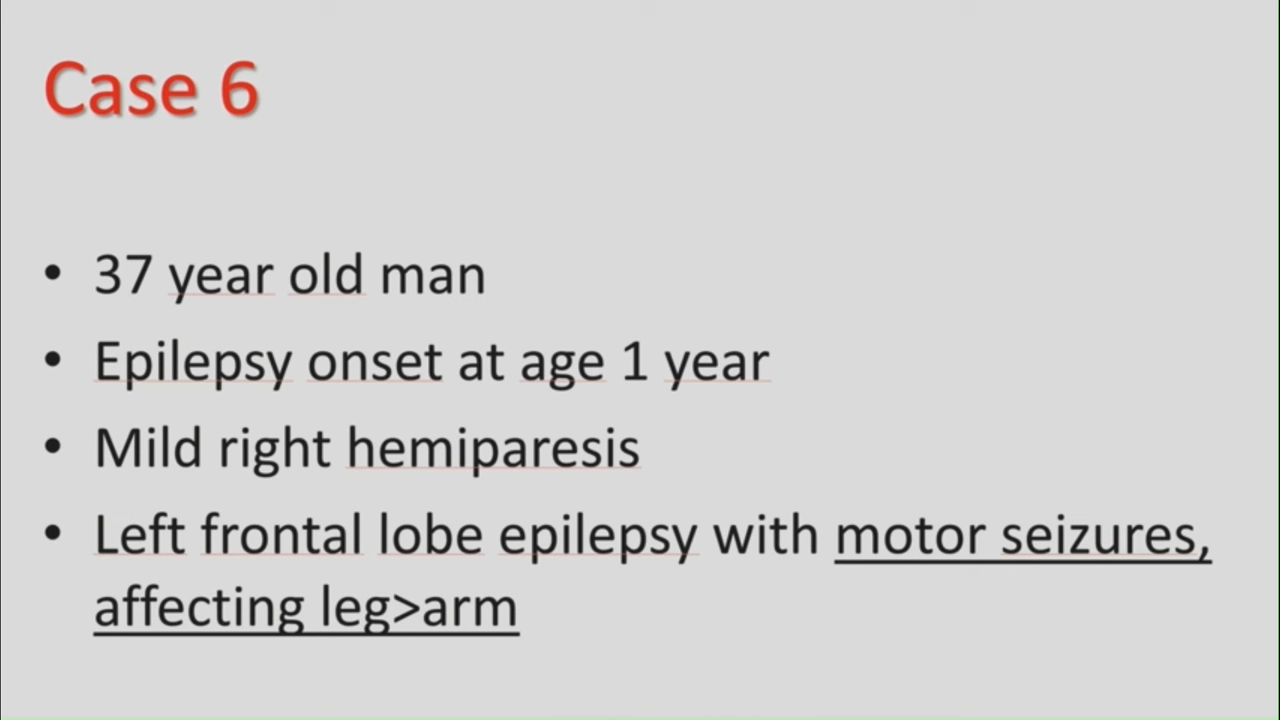 Case 6
• 37 year old man
• Epilepsy onset at age 1 year
• Mild right hemiparesis
• Left frontal lobe epilepsy with motor seizures,
affecting leg>arm